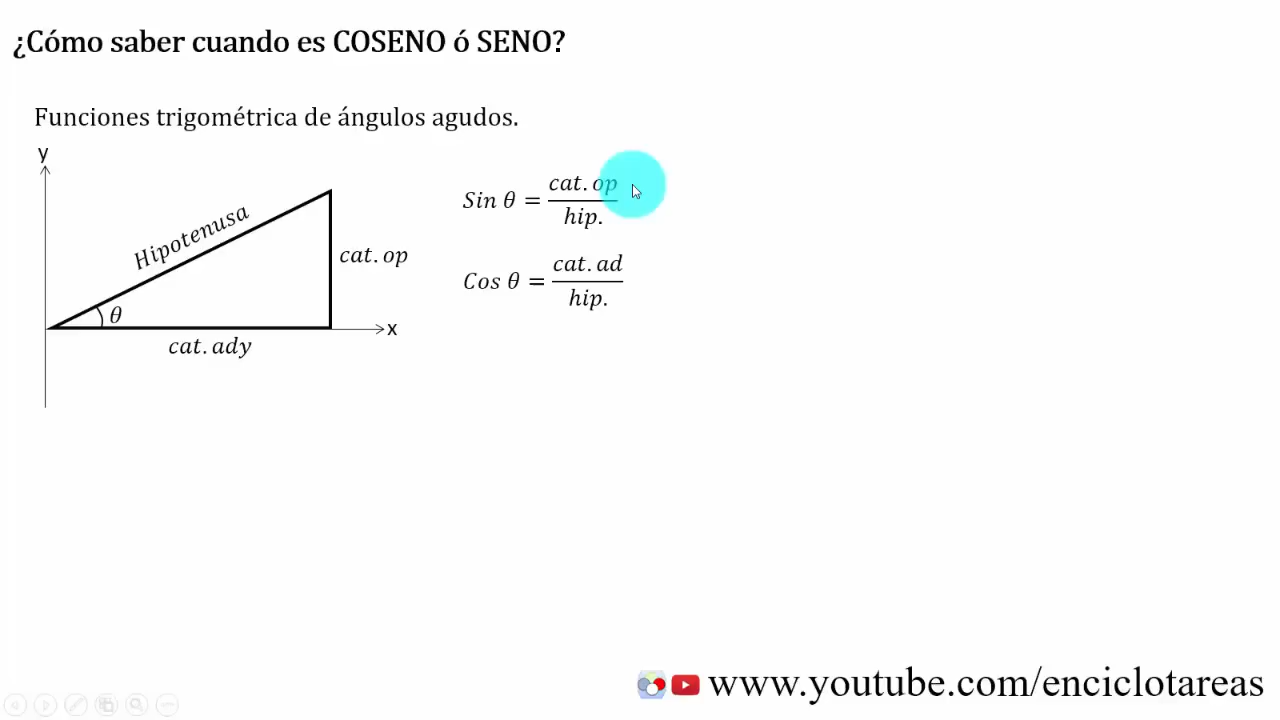 ¿Cómo saber cuando es COSENO ó SENO?
Funciones trigométrica de ángulos agudos.
y
Hipotenusa
cat. op
θ
x
cat. ady
Sin θ = cat. op / hip.
Cos θ = cat. ad / hip.
www.youtube.com/enciclotareas